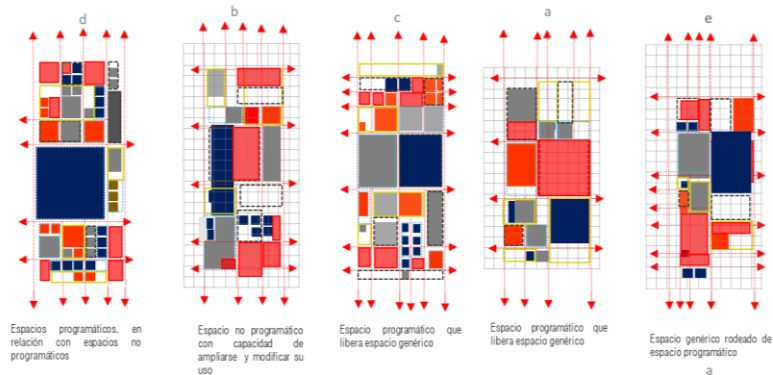 d
b
c
a
e
Espacios programáticos, en
relación con espacios no
programáticos
Espacio no programático
con capacidad de
ampliarse y modificar su
uso
Espacio programático que
libera espacio genérico
Espacio programático que
libera espacio genérico
Espacio genérico rodeado de
espacio programático
a